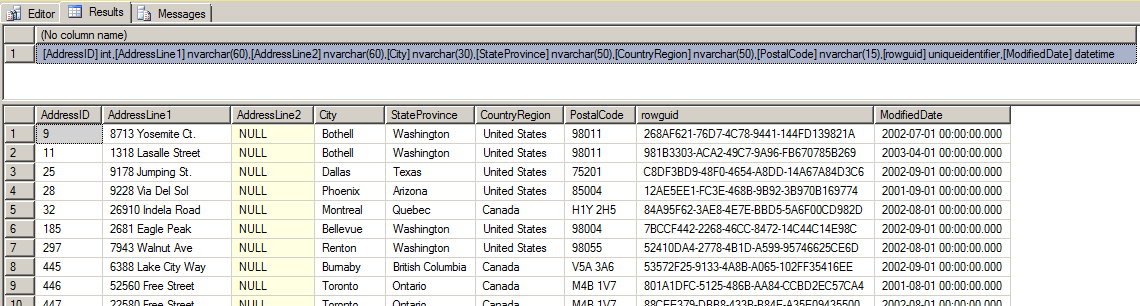 Editor Results Messages
(No column name)
1 [AddressID] int,[AddressLine1] nvarchar(60),[AddressLine2] nvarchar(60),[City] nvarchar(30),[StateProvince] nvarchar(50),[CountryRegion] nvarchar(50),[PostalCode] nvarchar(15),[rowguid] uniqueidentifier,[ModifiedDate] datetime
AddressID AddressLine1 AddressLine2 City StateProvince CountryRegion PostalCode rowguid ModifiedDate
1 9 8713 Yosemite Ct. NULL Bothell Washington United States 98011 268AF621-76D7-4C78-9441-144FD139821A 2002-07-01 00:00:00.000
2 11 1318 Lasalle Street NULL Bothell Washington United States 98011 981B3303-ACA2-49C7-9A96-FB670785B269 2003-04-01 00:00:00.000
3 25 9178 Jumping St. NULL Dallas Texas United States 75201 C8DF3BD9-48F0-4654-A8DD-14A67A84D3C6 2002-09-01 00:00:00.000
4 28 9228 Via Del Sol NULL Phoenix Arizona United States 85004 12AE5EE1-FC3E-468B-9B92-3B970B169774 2001-09-01 00:00:00.000
5 32 26910 Indela Road NULL Montreal Quebec Canada H1Y 2H5 84A95F62-3AE8-4E7E-BBD5-5A6F00CD982D 2002-08-01 00:00:00.000
6 185 2681 Eagle Peak NULL Bellevue Washington United States 98004 7BCCF442-2268-46CC-8472-14C44C14E98C 2002-09-01 00:00:00.000
7 297 7943 Walnut Ave NULL Renton Washington United States 98055 52410DA4-2778-4B1D-A599-95746625CE6D 2002-08-01 00:00:00.000
8 445 6388 Lake City Way NULL Burnaby British Columbia Canada V5A 3A6 53572F25-9133-4A8B-A065-102FF35416EE 2002-09-01 00:00:00.000
9 446 52560 Free Street NULL Toronto Ontario Canada M4B 1V7 801A1DFC-5125-486B-AA84-CCBD2EC57CA4 2001-08-01 00:00:00.000
10 447 22580 Free Street NULL Toronto Ontario Canada M4B 1V7 88CEE379-DBB8-433B-B84E-A35E09435500 2002-08-01 00:00:00.000